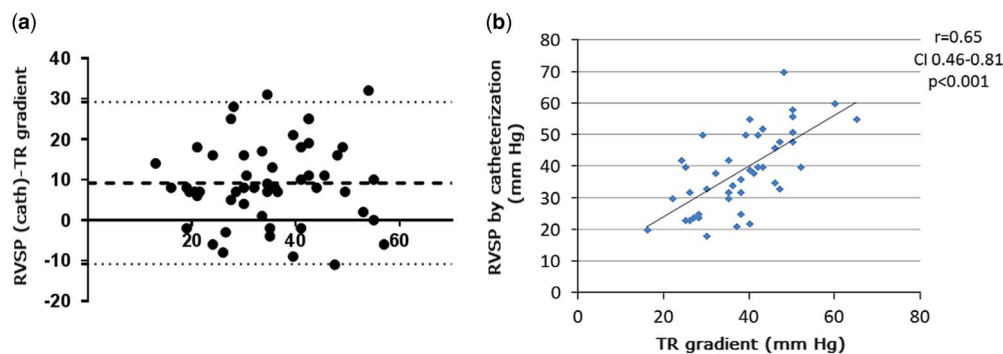 (a)
RVSP (cath)-TR gradient
40
30
20
10
0
-10
-20
20
40
60
(b)
r=0.65
CI 0.46-0.81
p<0.001
RVSP by catheterization
(mm Hg)
80
70
60
50
40
30
20
10
0
0
20
40
60
80
TR gradient (mm Hg)